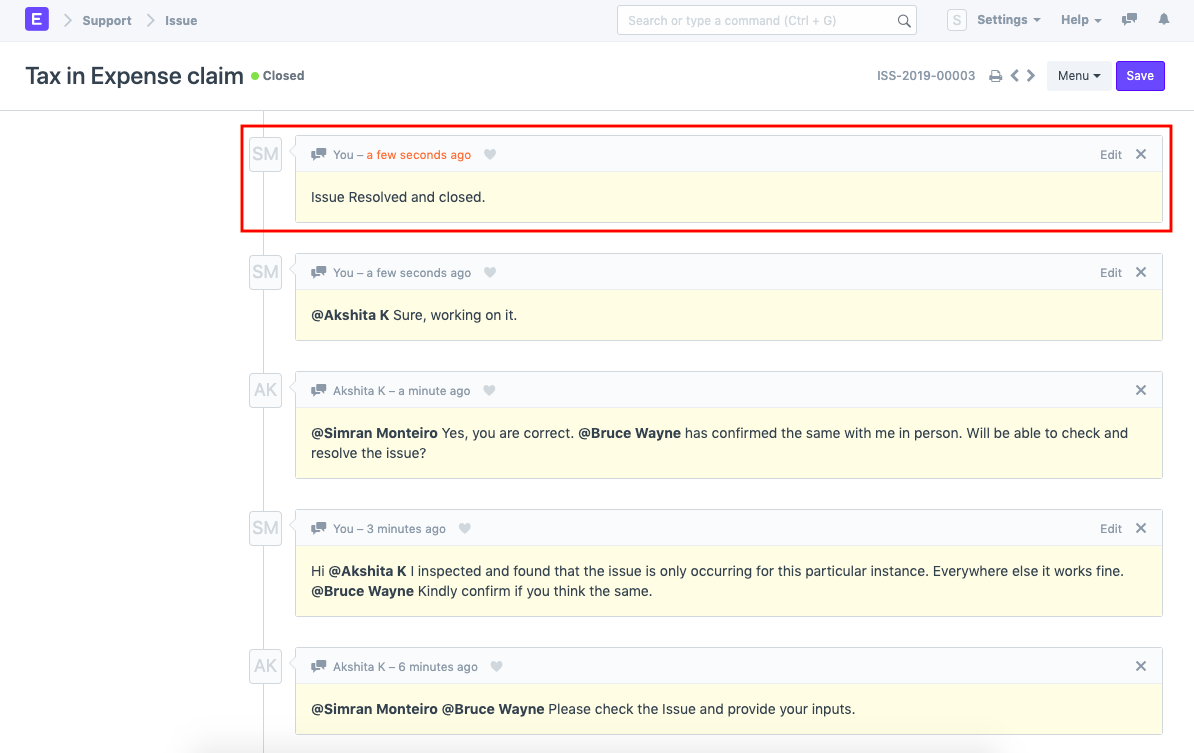 E Support Issue Search or type a command (Ctrl + G) S Settings Help
Tax in Expense claim Closed ISS-2019-00003 Menu Save
SM You – a few seconds ago Edit
Issue Resolved and closed.
SM You – a few seconds ago Edit
@Akshita K Sure, working on it.
AK Akshita K – a minute ago
@Simran Monteiro Yes, you are correct. @Bruce Wayne has confirmed the same with me in person. Will be able to check and
resolve the issue?
SM You – 3 minutes ago Edit
Hi @Akshita K I inspected and found that the issue is only occurring for this particular instance. Everywhere else it works fine.
@Bruce Wayne Kindly confirm if you think the same.
AK Akshita K – 6 minutes ago
@Simran Monteiro @Bruce Wayne Please check the Issue and provide your inputs.